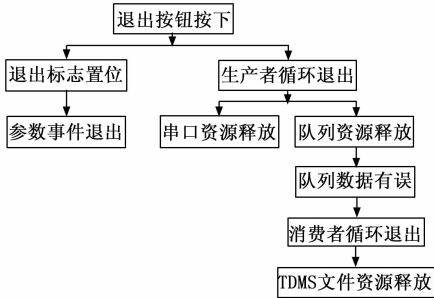 退出按钮按下
退出标志置位
生产者循环退出
参数事件退出
串口资源释放
队列资源释放
队列数据有误
消费者循环退出
TDMS文件资源释放